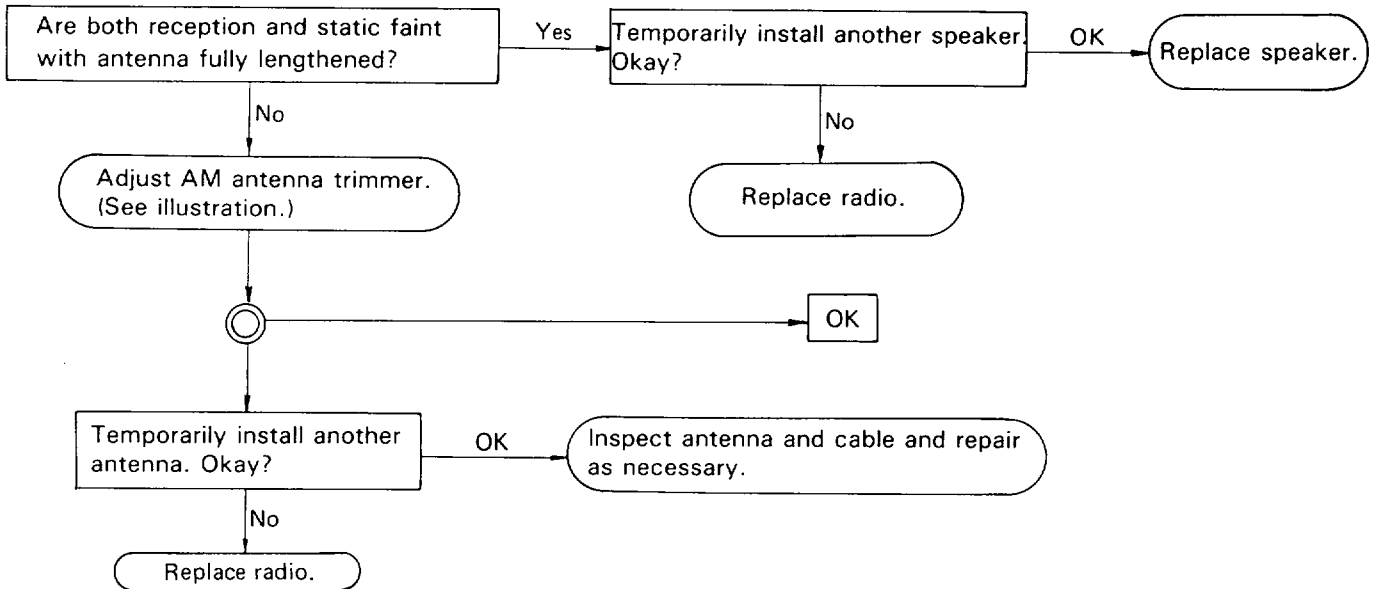 Are both reception and static faint
with antenna fully lengthened?
Yes
Temporarily install another speaker.
Okay?
OK
Replace speaker.
No
No
Adjust AM antenna trimmer.
(See illustration.)
Replace radio.
OK
Temporarily install another
antenna. Okay?
OK
Inspect antenna and cable and repair
as necessary.
No
Replace radio.